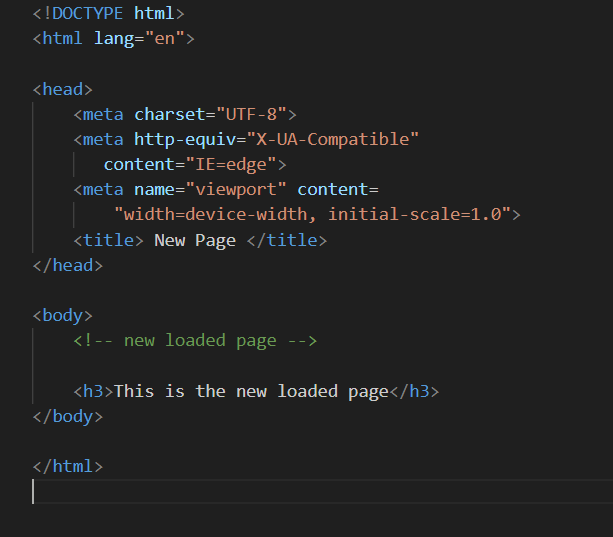 <!DOCTYPE html>
<html lang="en">
<head>
<meta charset="UTF-8">
<meta http-equiv="X-UA-Compatible"
content="IE=edge">
<meta name="viewport" content=
"width=device-width, initial-scale=1.0">
<title> New Page </title>
</head>
<body>
<!-- new loaded page -->
<h3>This is the new loaded page</h3>
</body>
</html>